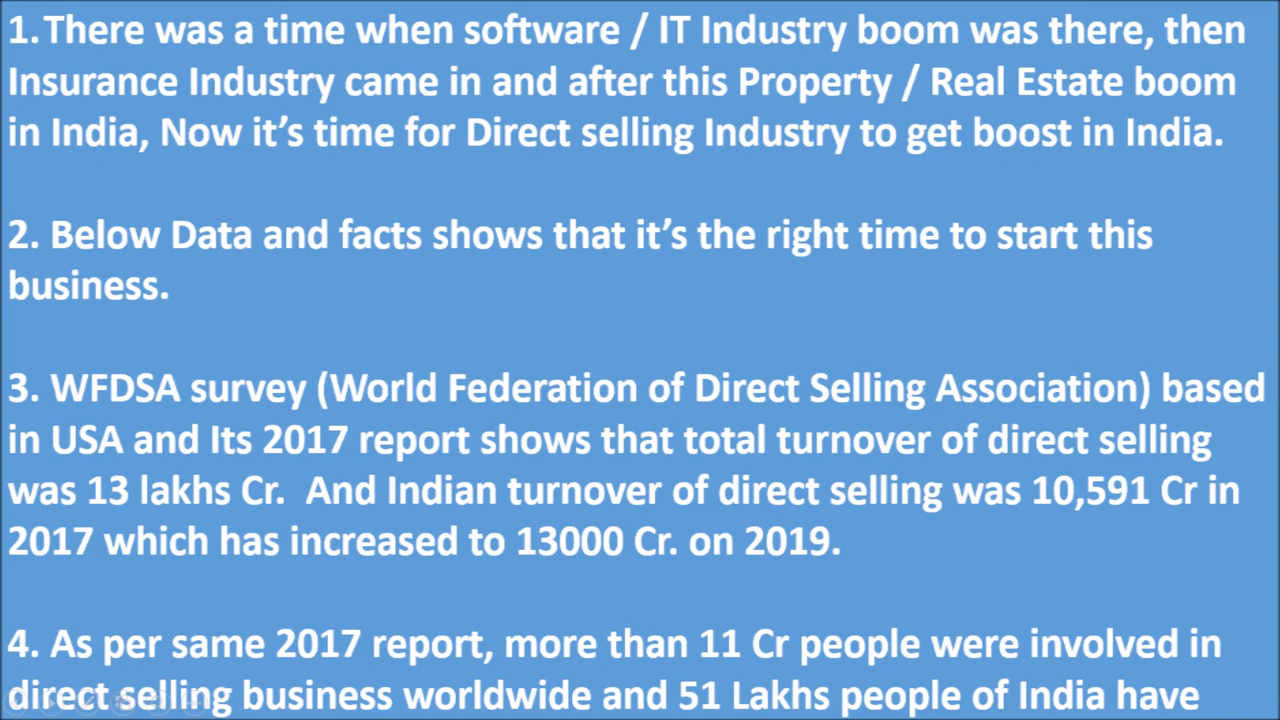 1. There was a time when software / IT Industry boom was there, then
Insurance Industry came in and after this Property / Real Estate boom
in India, Now it’s time for Direct selling Industry to get boost in India.
2. Below Data and facts shows that it’s the right time to start this
business.
3. WFDSA survey (World Federation of Direct Selling Association) based
in USA and Its 2017 report shows that total turnover of direct selling
was 13 lakhs Cr.  And Indian turnover of direct selling was 10,591 Cr in
2017 which has increased to 13000 Cr. on 2019.
4. As per same 2017 report, more than 11 Cr people were involved in
direct selling business worldwide and 51 Lakhs people of India have